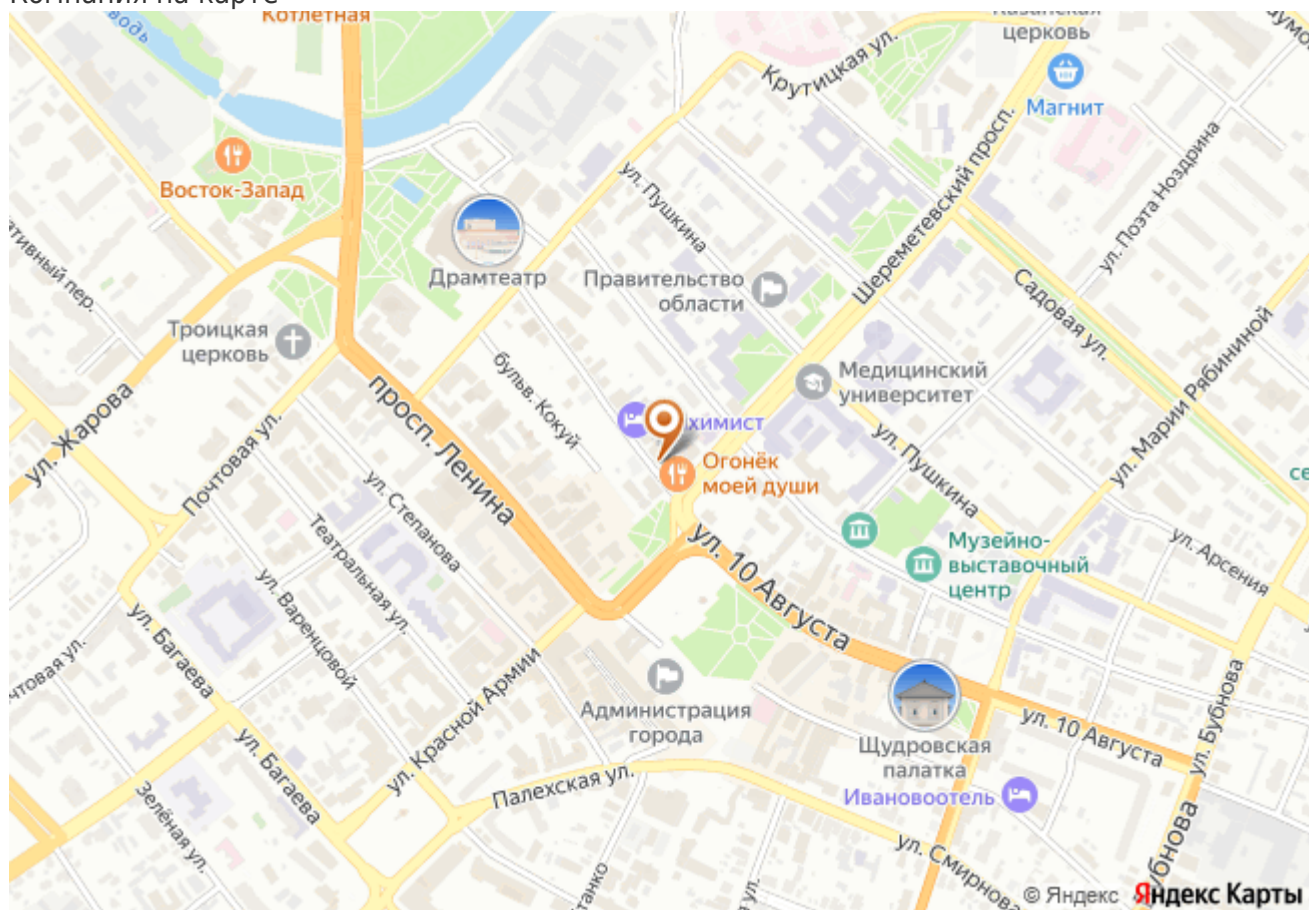 Компания на карте
Котлетная
Казанская
церковь
Крутицкая ул.
Магнит
Восток-Запад
ул. Пушкина
Шереметевский просп.
ул. Поэта Ноздрина
Драмтеатр
Правительство
области
Садовая ул.
Троицкая
церковь
бульв. Кокуй
Медицинский
университет
ул. Марии Рябининой
ул. Жарова
просп. Ленина
химист
Огонёк
моей души
ул. Пушкина
Почтовая ул.
ул. Степанова
Театральная ул.
ул. 10 Августа
Музейно-
выставочный
центр
ул. Арсения
ул. Варенцовой
ул. Багаева
ул. Красной Армии
Администрация
города
ул. Бубнова
ул. 10 Августа
Щудровская
палатка
Ивановоотель
ул. Багаева
Палехская ул.
Зелёная ул.
ул. Смирнова
© Яндекс Яндекс Карты